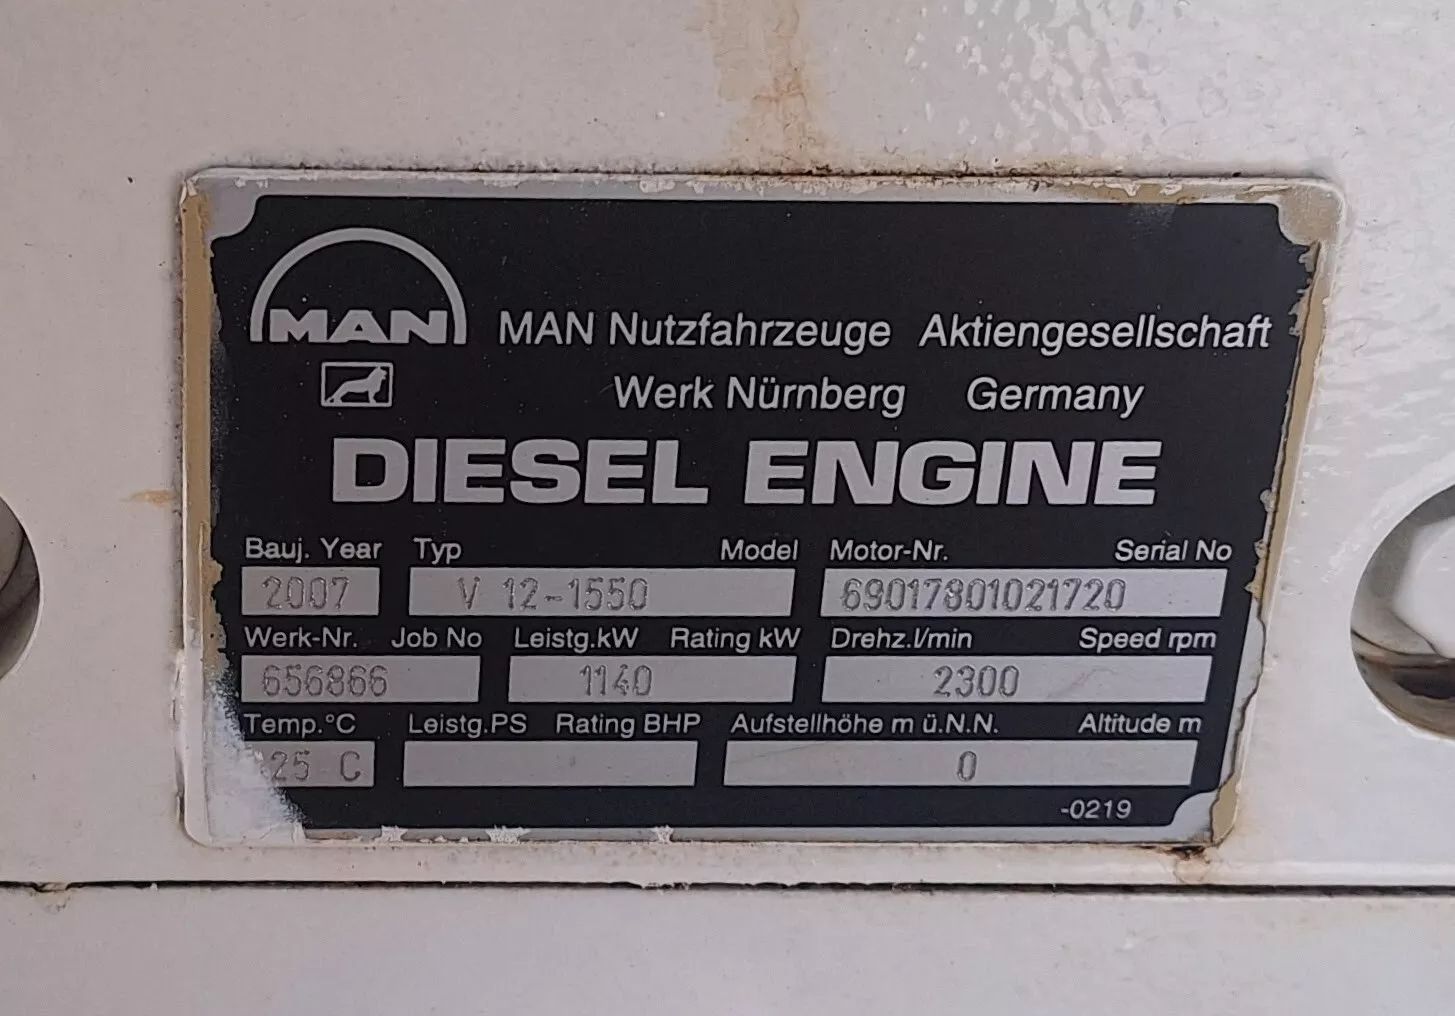 MAN
MAN Nutzfahrzeuge Aktiengesellschaft
Werk Nürnberg Germany
DIESEL ENGINE
Bauj. Year Typ Model Motor-Nr. Serial No
2007 V 12-1550 69017801021720
Werk-Nr. Job No Leistg.kW Rating kW Drehz.l/min Speed rpm
656866 1140 2300
Temp.°C Leistg.PS Rating BHP Aufstellhöhe m ü.N.N. Altitude m
25 C 0
-0219